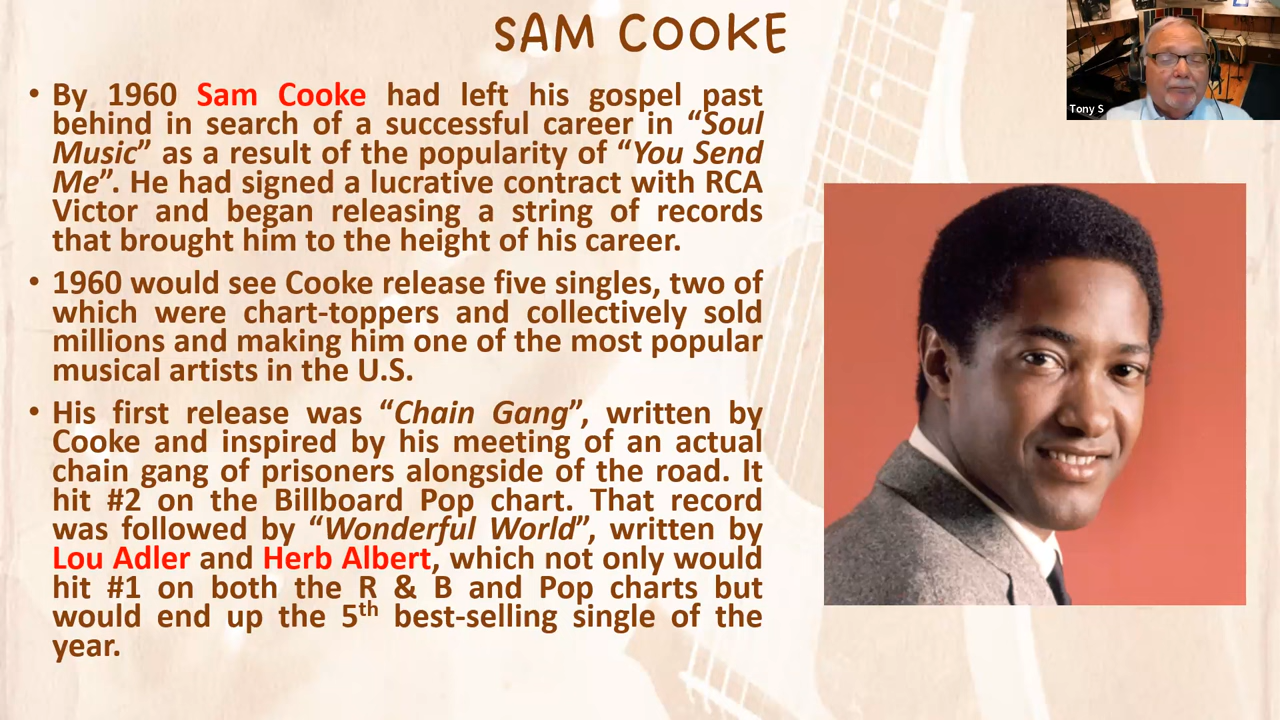 SAM COOKE
Tony S
• By 1960 Sam Cooke had left his gospel past
behind in search of a successful career in “Soul
Music” as a result of the popularity of “You Send
Me”. He had signed a lucrative contract with RCA
Victor and began releasing a string of records
that brought him to the height of his career.
• 1960 would see Cooke release five singles, two of
which were chart-toppers and collectively sold
millions and making him one of the most popular
musical artists in the U.S.
• His first release was “Chain Gang”, written by
Cooke and inspired by his meeting of an actual
chain gang of prisoners alongside of the road. It
hit #2 on the Billboard Pop chart. That record
was followed by “Wonderful World”, written by
Lou Adler and Herb Albert, which not only would
hit #1 on both the R & B and Pop charts but
would end up the 5th best-selling single of the
year.